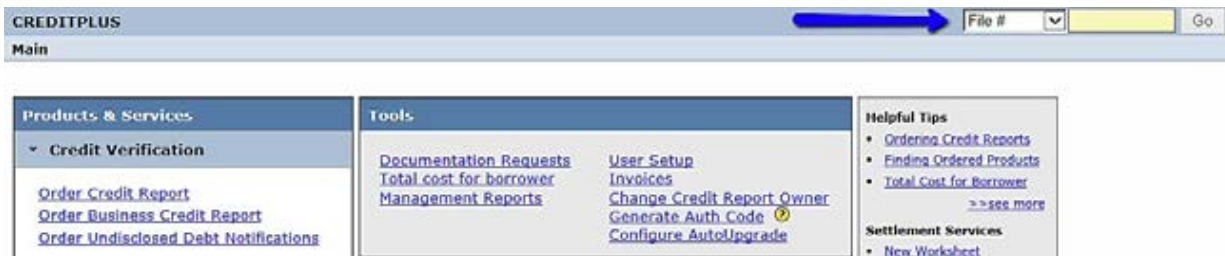 CREDITPLUS
File #
Go
Main
Products & Services
Credit Verification
Order Credit Report
Order Business Credit Report
Order Undisclosed Debt Notifications
Tools
Documentation Requests
Total cost for borrower
Management Reports
User Setup
Invoices
Change Credit Report Owner
Generate Auth Code ?
Configure AutoUpgrade
Helpful Tips
• Ordering Credit Reports
• Finding Ordered Products
• Total Cost for Borrower
>>see more
Settlement Services
• New Worksheet